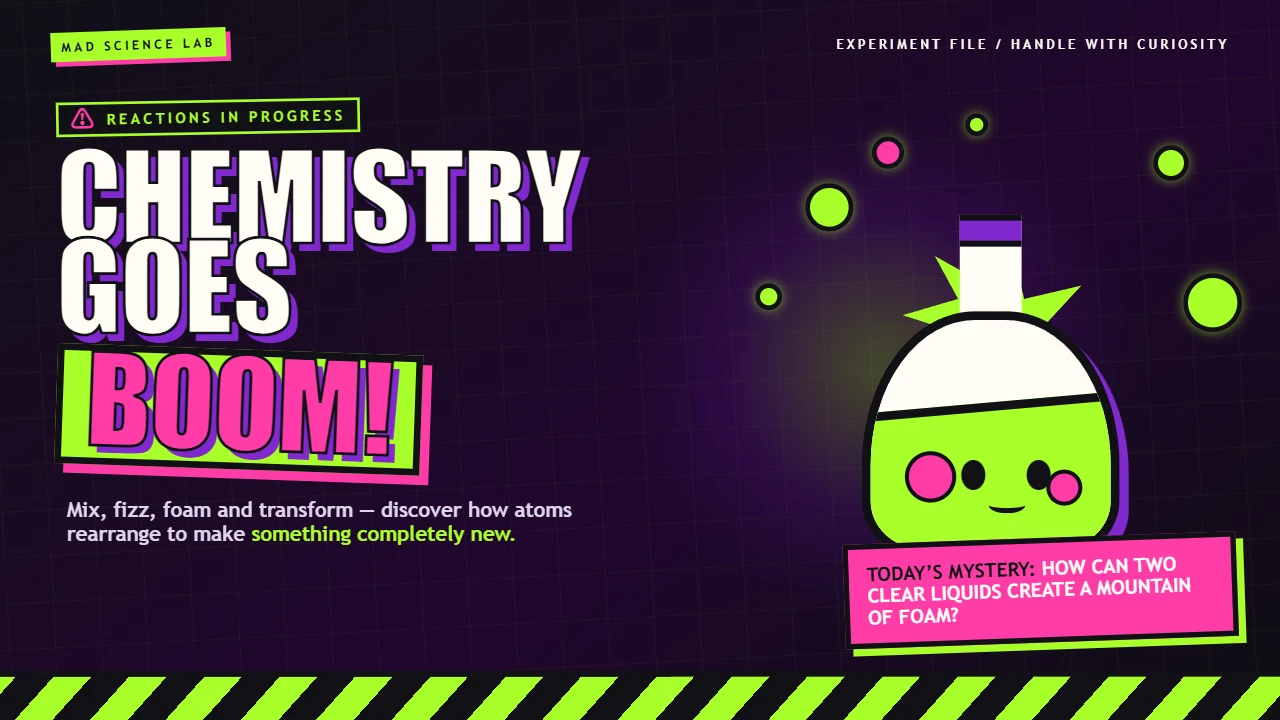 MAD SCIENCE LAB
EXPERIMENT FILE / HANDLE WITH CURIOSITY
REACTIONS IN PROGRESS
CHEMISTRY
GOES
BOOM!
Mix, fizz, foam and transform — discover how atoms
rearrange to make something completely new.
TODAY’S MYSTERY: HOW CAN TWO
CLEAR LIQUIDS CREATE A MOUNTAIN
OF FOAM?